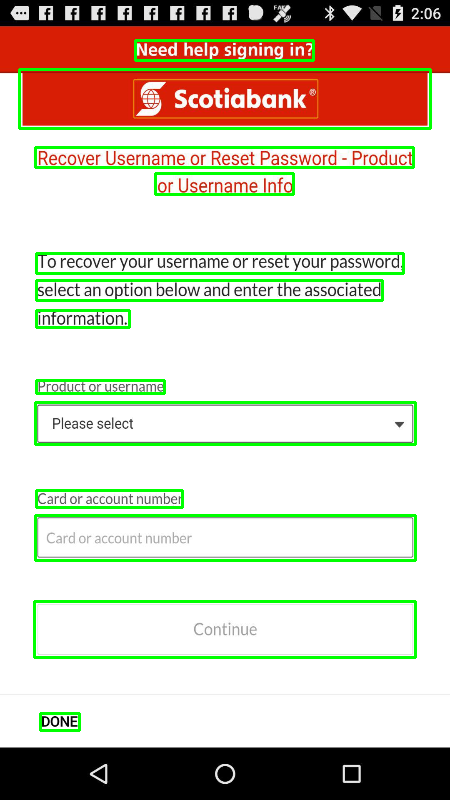 2:06
Need help signing in?
Scotiabank®
Recover Username or Reset Password - Product
or Username Info
To recover your username or reset your password,
select an option below and enter the associated
information.
Product or username
Please select
Card or account number
Card or account number
Continue
DONE